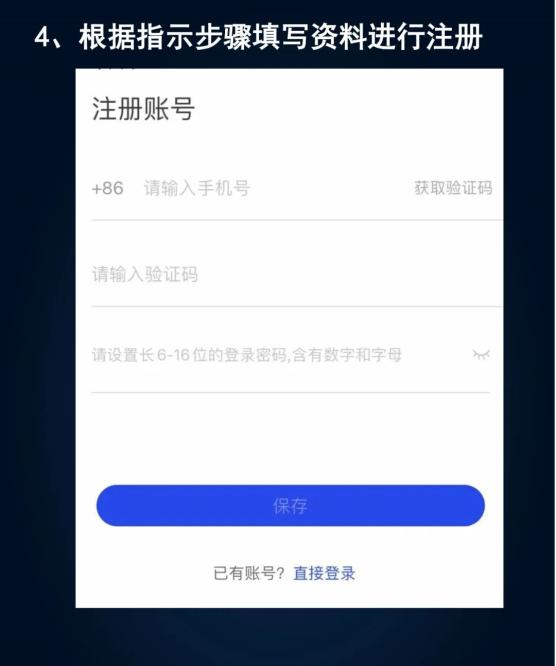 4、根据指示步骤填写资料进行注册
注册账号
+86 请输入手机号 获取验证码
请输入验证码
请设置长6-16位的登录密码,含有数字和字母
保存
已有账号? 直接登录